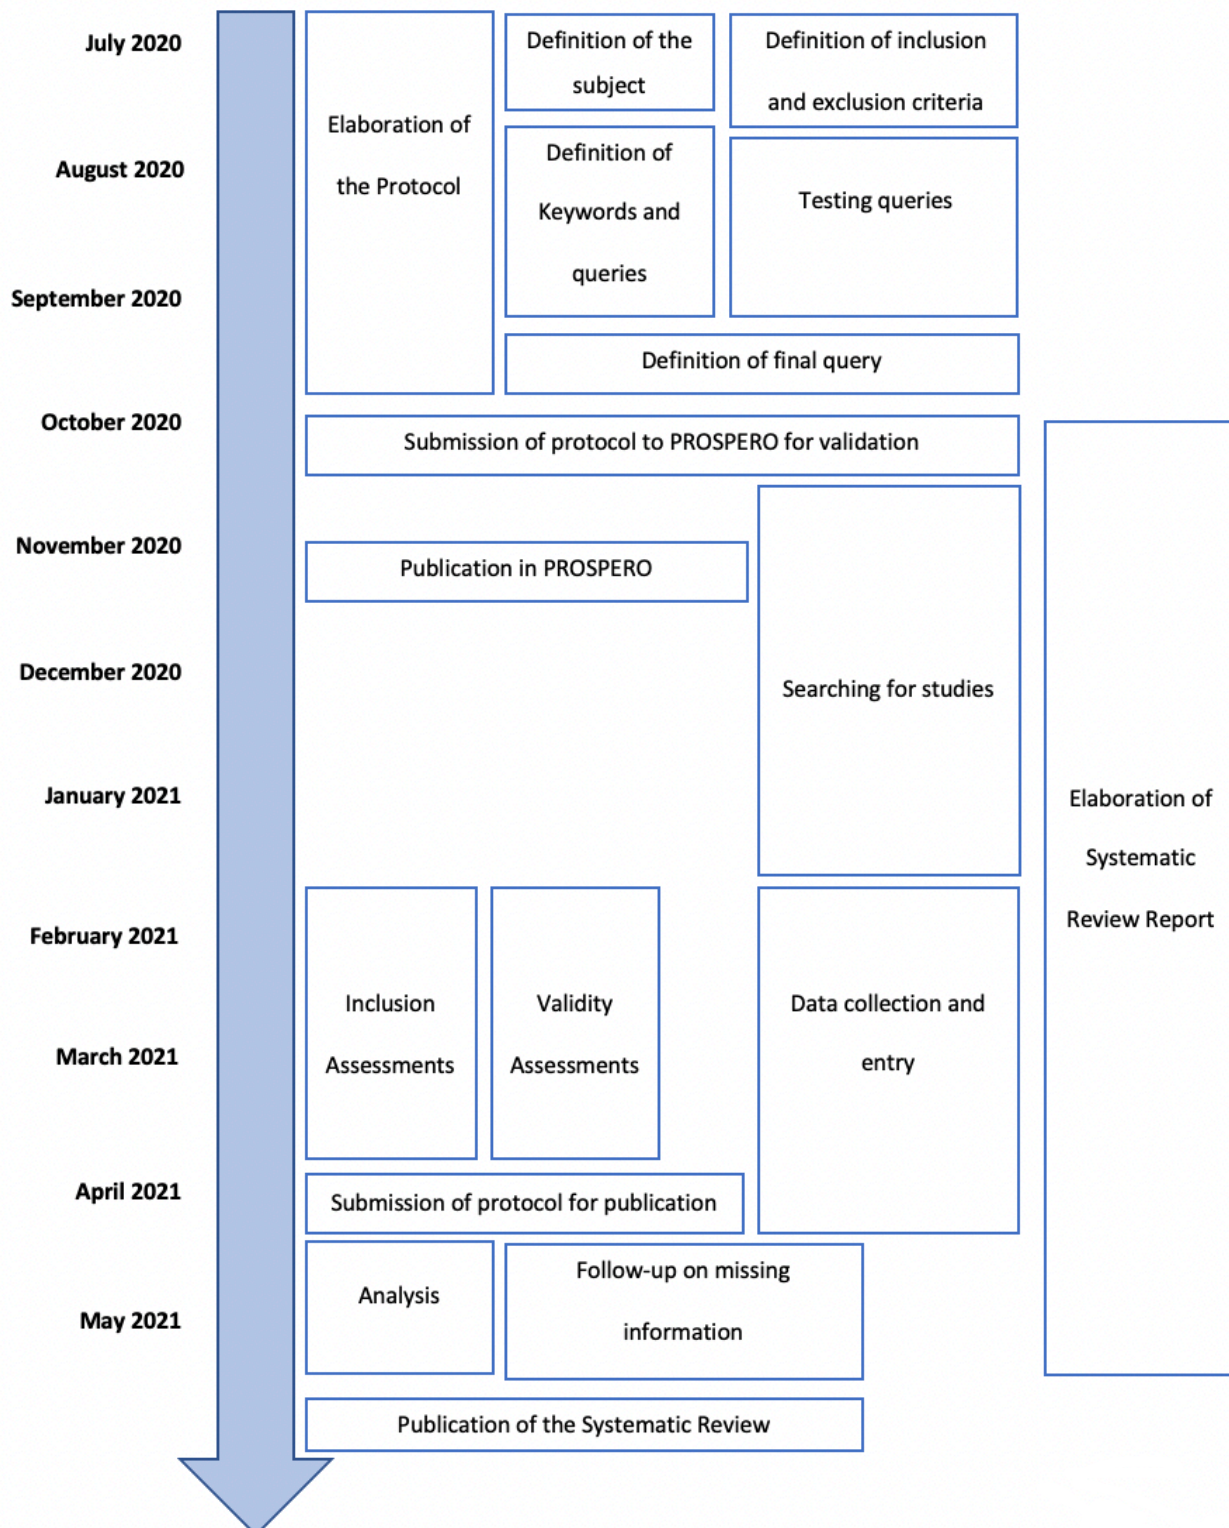 July 2020
Definition of the
subject
Definition of inclusion
and exclusion criteria
Elaboration of
the Protocol
August 2020
Definition of
Keywords and
queries
Testing queries
September 2020
Definition of final query
October 2020
Submission of protocol to PROSPERO for validation
November 2020
Publication in PROSPERO
December 2020
Searching for studies
January 2021
Elaboration of
Systematic
Review Report
February 2021
Inclusion
Assessments
Validity
Assessments
Data collection and
entry
March 2021
April 2021
Submission of protocol for publication
Analysis
Follow-up on missing
information
May 2021
Publication of the Systematic Review